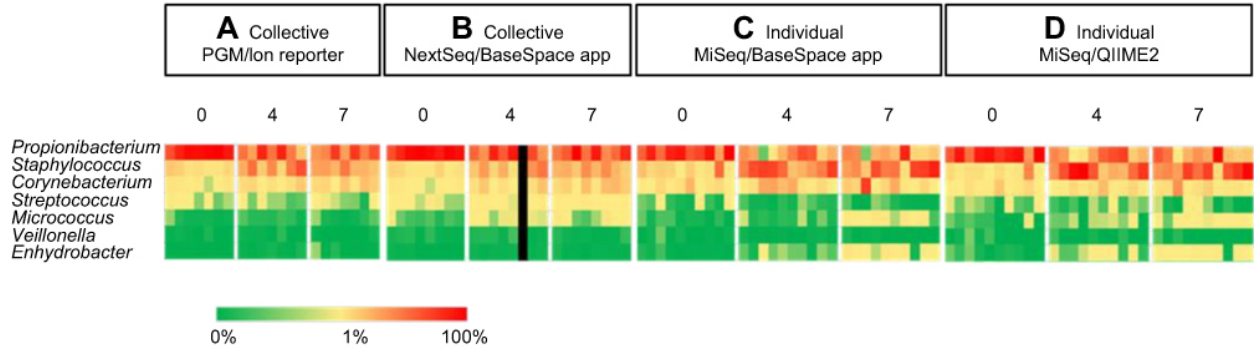 A Collective
PGM/Ion reporter
B Collective
NextSeq/BaseSpace app
C Individual
MiSeq/BaseSpace app
D Individual
MiSeq/QIIME2
0 4 7 0 4 7 0 4 7 0 4 7
Propionibacterium
Staphylococcus
Corynebacterium
Streptococcus
Micrococcus
Veillonella
Enhydrobacter
0% 1% 100%